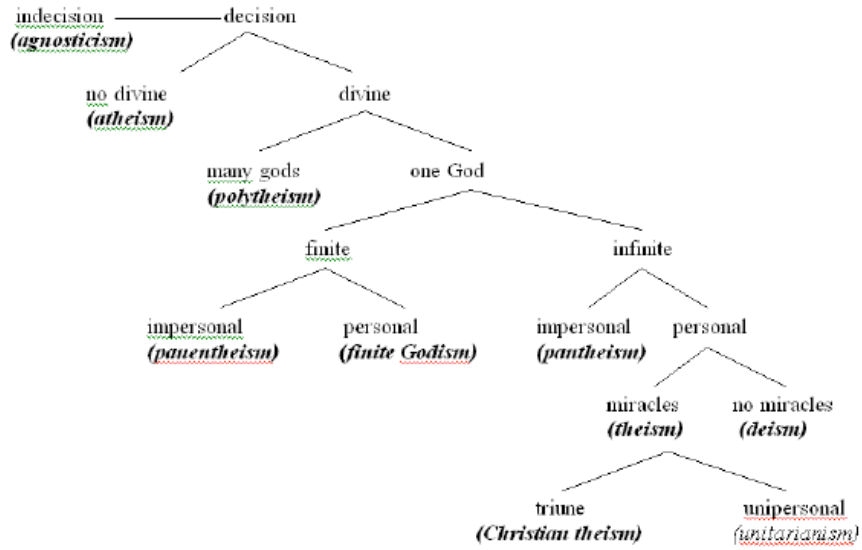 indecision decision
(agnosticism)
no divine divine
(atheism)
many gods one God
(polytheism)
finite infinite
impersonal personal impersonal personal
(panentheism) (finite Godism) (pantheism)
miracles no miracles
(theism) (deism)
triune unipersonal
(Christian theism) (unitarianism)